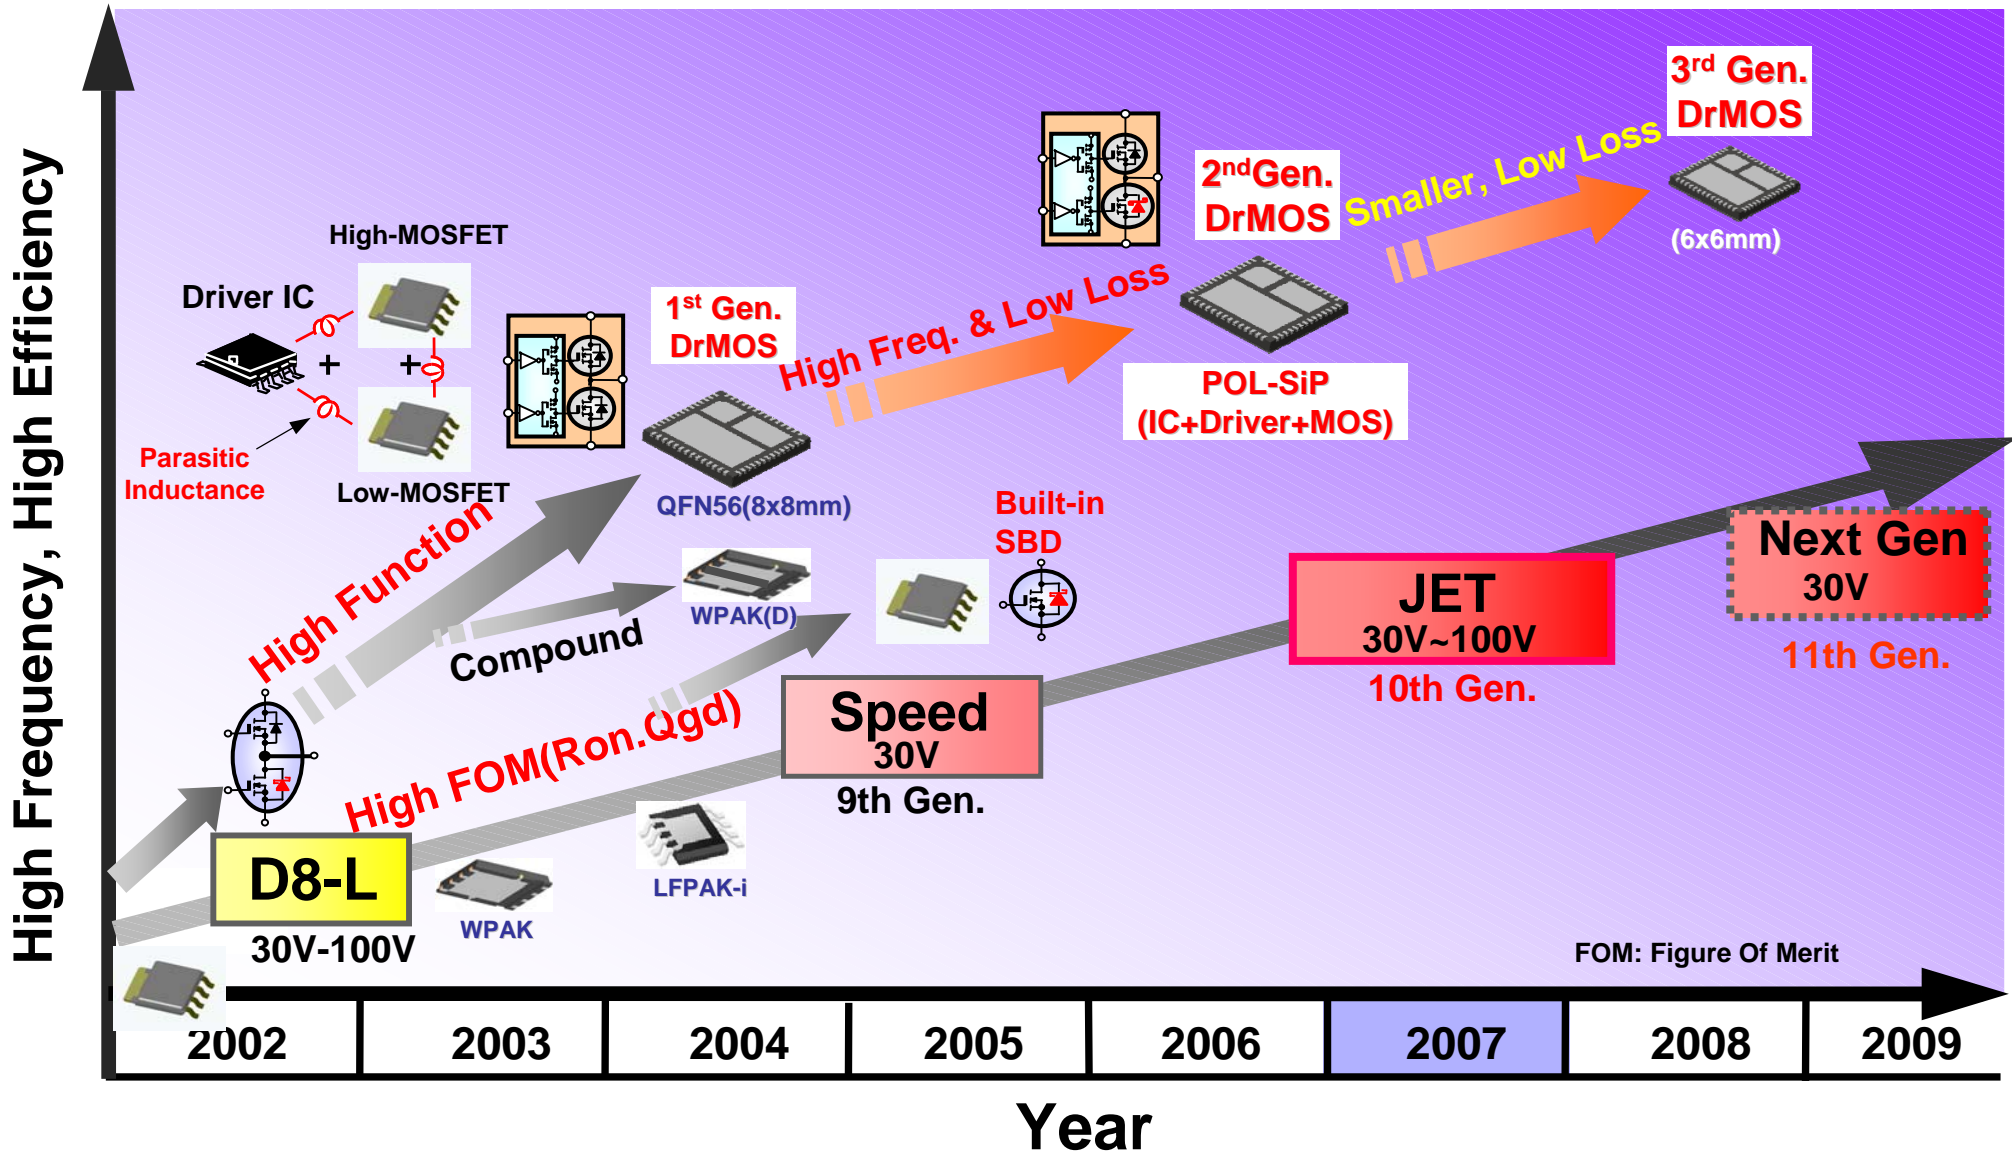 High Frequency, High Efficiency
3rd Gen.
DrMOS
Smaller, Low Loss
(6x6mm)
2ndGen.
DrMOS
High-MOSFET
Driver IC
+
+
Parasitic
Inductance
Low-MOSFET
1st Gen.
DrMOS
High Freq. & Low Loss
POL-SiP
(IC+Driver+MOS)
QFN56(8x8mm)
High Function
Built-in
SBD
WPAK(D)
Compound
Next Gen
30V
11th Gen.
JET
30V~100V
10th Gen.
Speed
30V
9th Gen.
High FOM(Ron.Qgd)
LFPAK-i
D8-L
30V-100V
WPAK
FOM: Figure Of Merit
2002 2003 2004 2005 2006 2007 2008 2009
Year